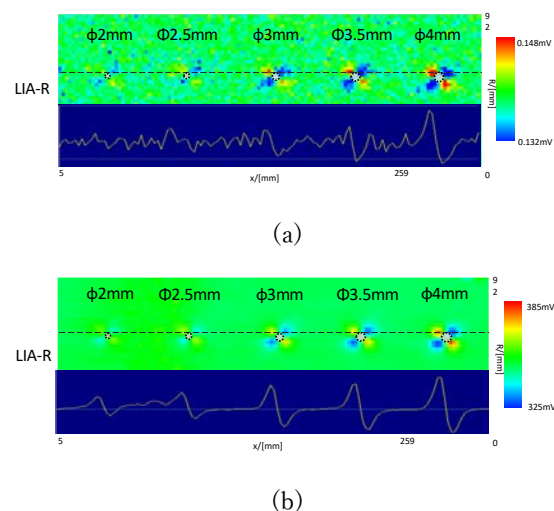 φ2mm Φ2.5mm φ3mm Φ3.5mm φ4mm
9
2
LIA-R
R/[mm]
0.148mV
0.132mV
5 259 0
x/[mm]
(a)
φ2mm Φ2.5mm φ3mm Φ3.5mm φ4mm
9
2
LIA-R
R/[mm]
385mV
325mV
5 259 0
x/[mm]
(b)